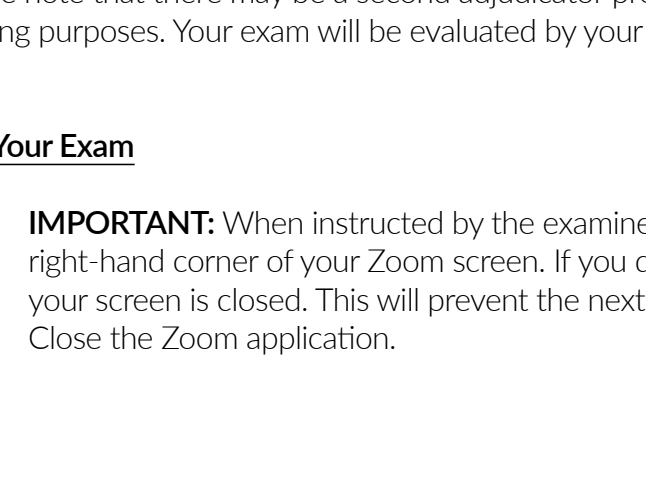 note that there may be a second adjudicator
ng purposes. Your exam will be evaluated by your
Your Exam
IMPORTANT: When instructed by the examine
right-hand corner of your Zoom screen. If you
your screen is closed. This will prevent the next
Close the Zoom application.